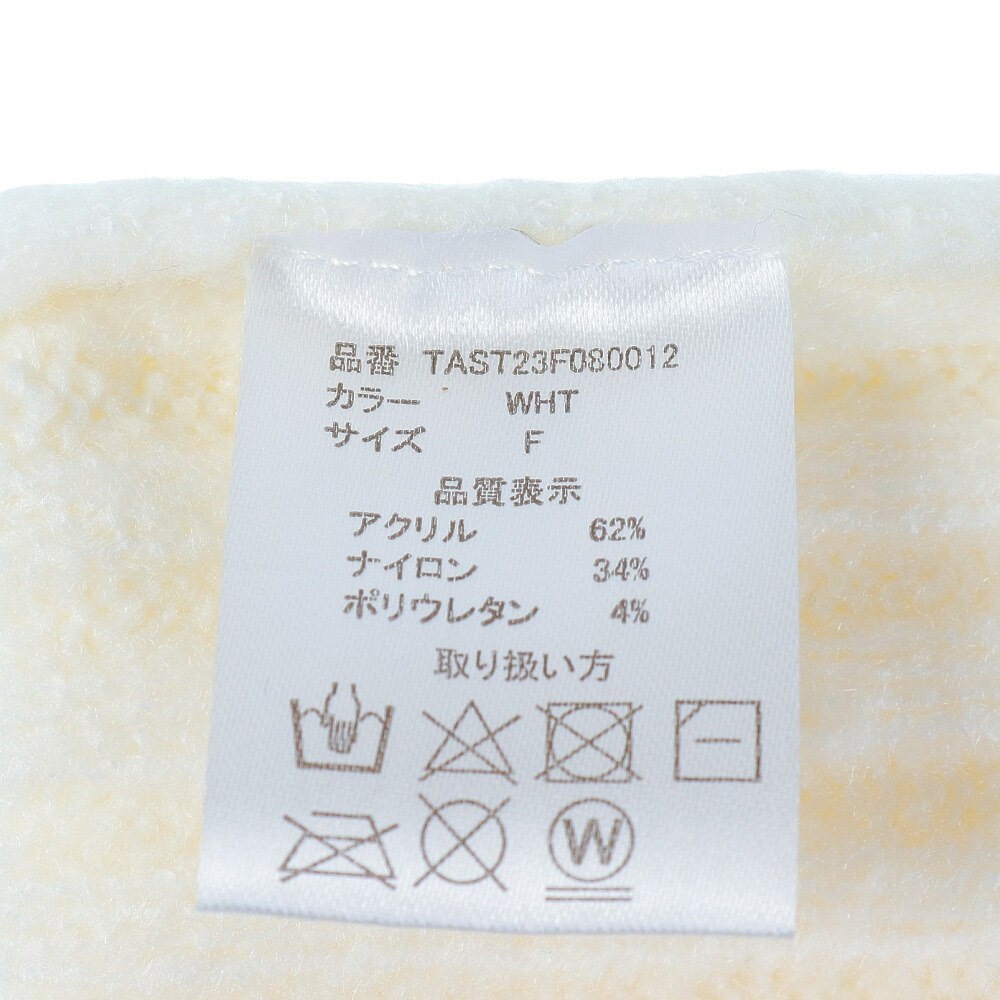 品番 TAST23F080012
カラー WHT
サイズ F
品質表示
アクリル 62%
ナイロン 34%
ポリウレタン 4%
取り扱い方
W